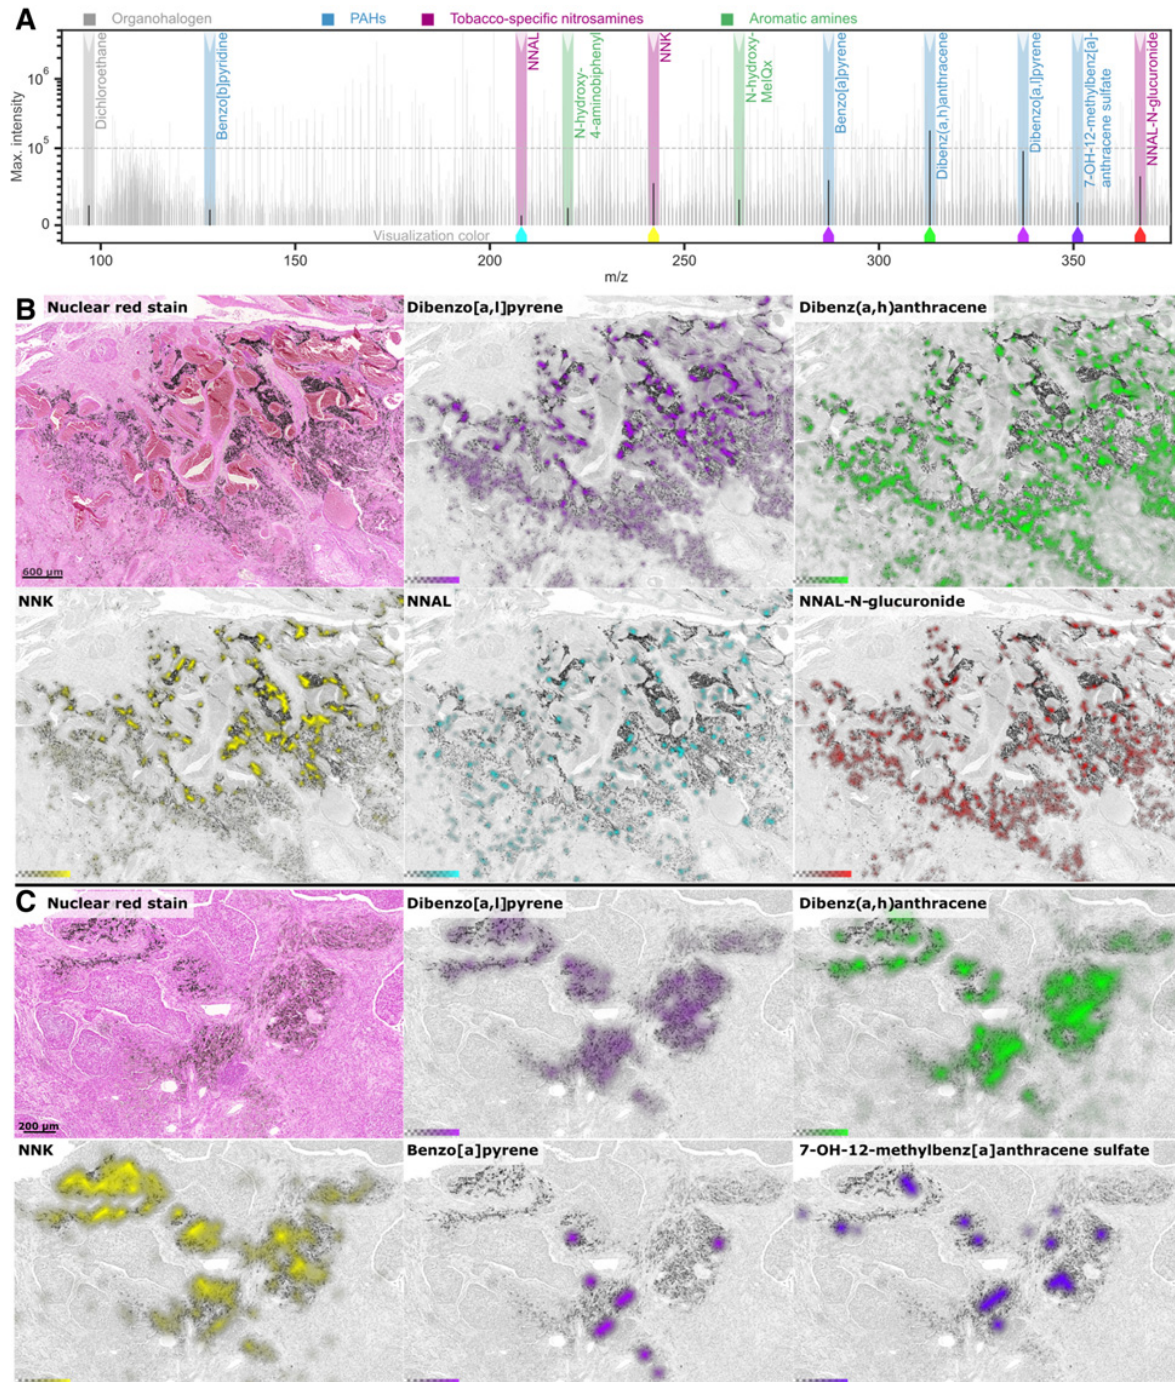 A
Organohalogen
PAHs
Tobacco-specific nitrosamines
Aromatic amines
Max. intensity
10⁶
10⁵
0
Dichloroethane
Benzo[b]pyridine
NNAL
N-hydroxy-
4-aminobiphenyl
NNK
N-hydroxy-
MeIQx
Benzo[a]pyrene
Dibenz(a,h)anthracene
Dibenzo[a,l]pyrene
7-OH-12-methylbenz[a]-
anthracene sulfate
NNAL-N-glucuronide
Visualization color
100
150
200
250
300
350
m/z
B
Nuclear red stain
Dibenzo[a,l]pyrene
Dibenz(a,h)anthracene
600 µm
NNK
NNAL
NNAL-N-glucuronide
C
Nuclear red stain
Dibenzo[a,l]pyrene
Dibenz(a,h)anthracene
200 µm
NNK
Benzo[a]pyrene
7-OH-12-methylbenz[a]anthracene sulfate